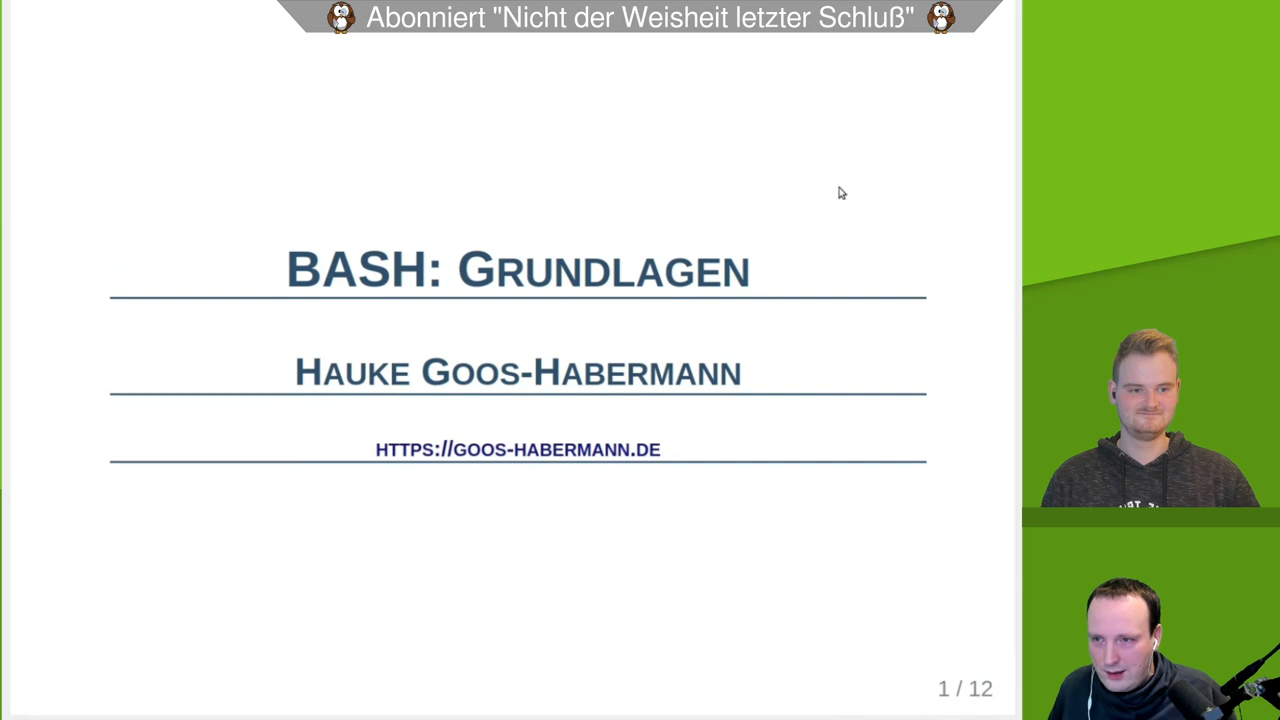 Abonniert "Nicht der Weisheit letzter Schluß"
BASH: GRUNDLAGEN
HAUKE GOOS-HABERMANN
HTTPS://GOOS-HABERMANN.DE
1 / 12